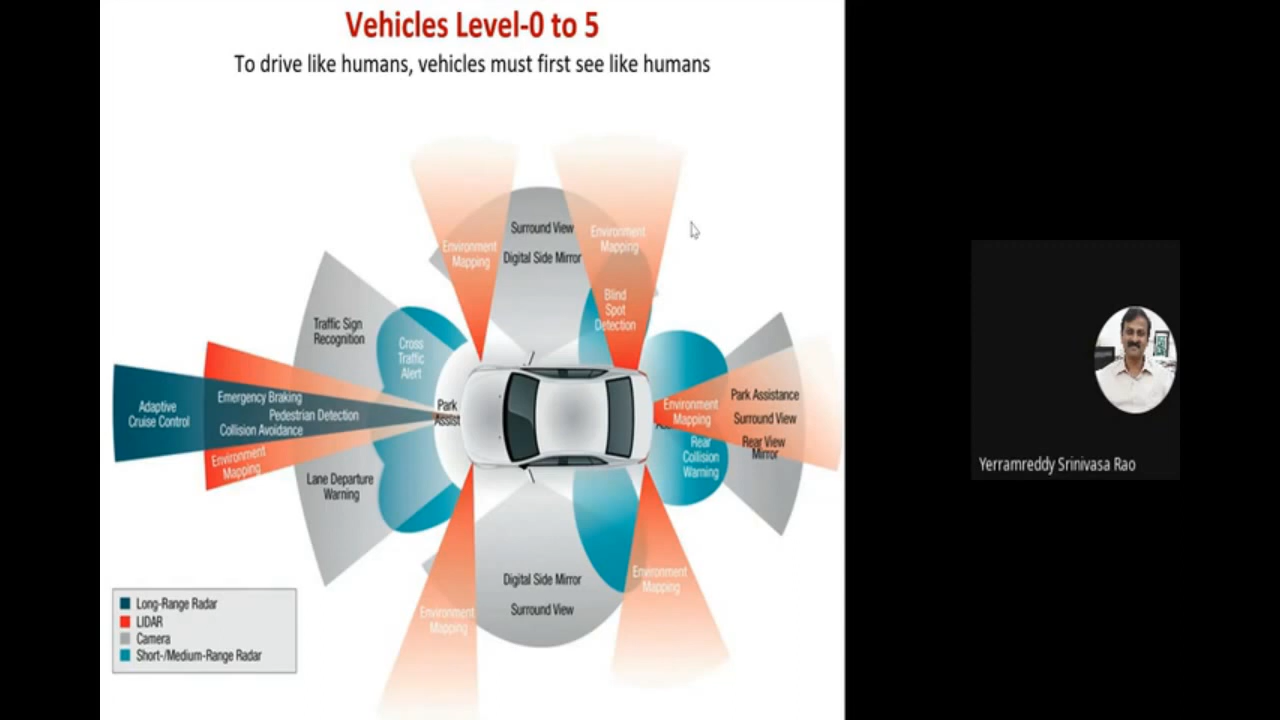 Vehicles Level-0 to 5
To drive like humans, vehicles must first see like humans
Surround View
Digital Side Mirror
Environment
Mapping
Environment
Mapping
Blind
Spot
Detection
Traffic Sign
Recognition
Cross
Traffic
Alert
Adaptive
Cruise Control
Emergency Braking
Pedestrian Detection
Collision Avoidance
Environment
Mapping
Park
Assist
Lane Departure
Warning
Environment
Mapping
Rear
Collision
Warning
Park Assistance
Surround View
Rear View
Mirror
Digital Side Mirror
Surround View
Environment
Mapping
Environment
Mapping
Long-Range Radar
LIDAR
Camera
Short-/Medium-Range Radar
Yerramreddy Srinivasa Rao